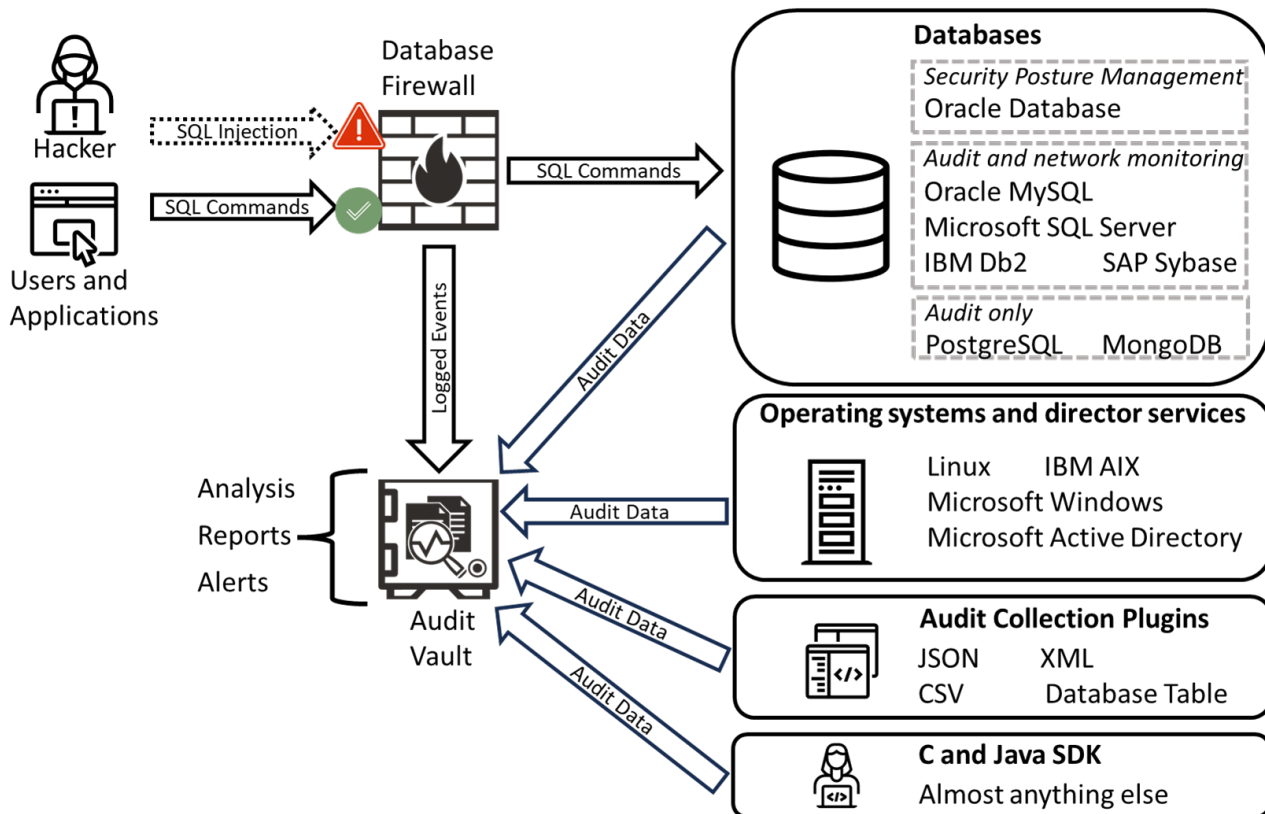 Hacker
SQL Injection
Users and
Applications
SQL Commands
Database
Firewall
SQL Commands
Logged Events
Analysis
Reports
Alerts
Audit
Vault
Audit Data
Audit Data
Audit Data
Audit Data
Databases
Security Posture Management
Oracle Database
Audit and network monitoring
Oracle MySQL
Microsoft SQL Server
IBM Db2 SAP Sybase
Audit only
PostgreSQL MongoDB
Operating systems and director services
Linux IBM AIX
Microsoft Windows
Microsoft Active Directory
Audit Collection Plugins
JSON XML
CSV Database Table
</>
C and Java SDK
Almost anything else
</>